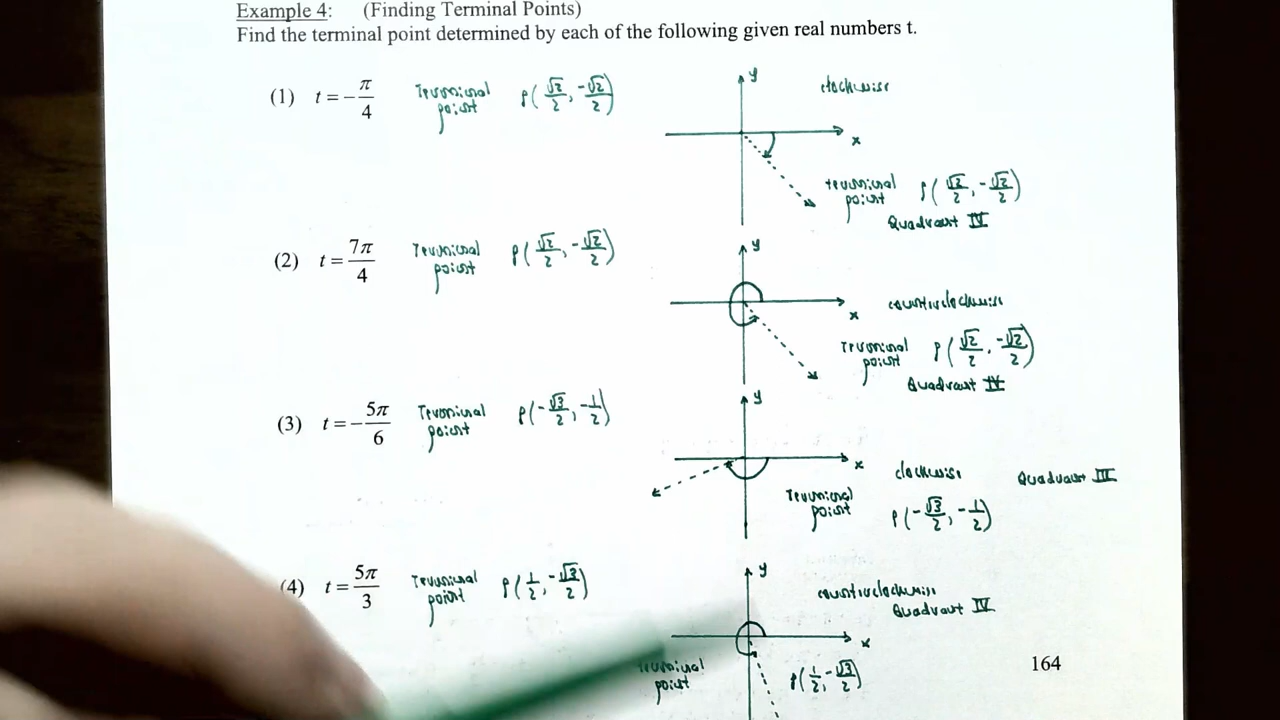 Example 4: (Finding Terminal Points)
Find the terminal point determined by each of the following given real numbers t.
(1) t = -π/4 Terminal point P(√2/2, -√2/2)
y
clockwise
x
terminal point P(√2/2, -√2/2)
Quadrant IV
(2) t = 7π/4 Terminal point P(√2/2, -√2/2)
y
counterclockwise
x
Terminal point P(√2/2, -√2/2)
Quadrant IV
(3) t = -5π/6 Terminal point P(-√3/2, -1/2)
y
x
clockwise Quadrant III
Terminal point P(-√3/2, -1/2)
(4) t = 5π/3 Terminal point P(1/2, -√3/2)
y
counterclockwise
Quadrant IV
x
Terminal point P(1/2, -√3/2)
164